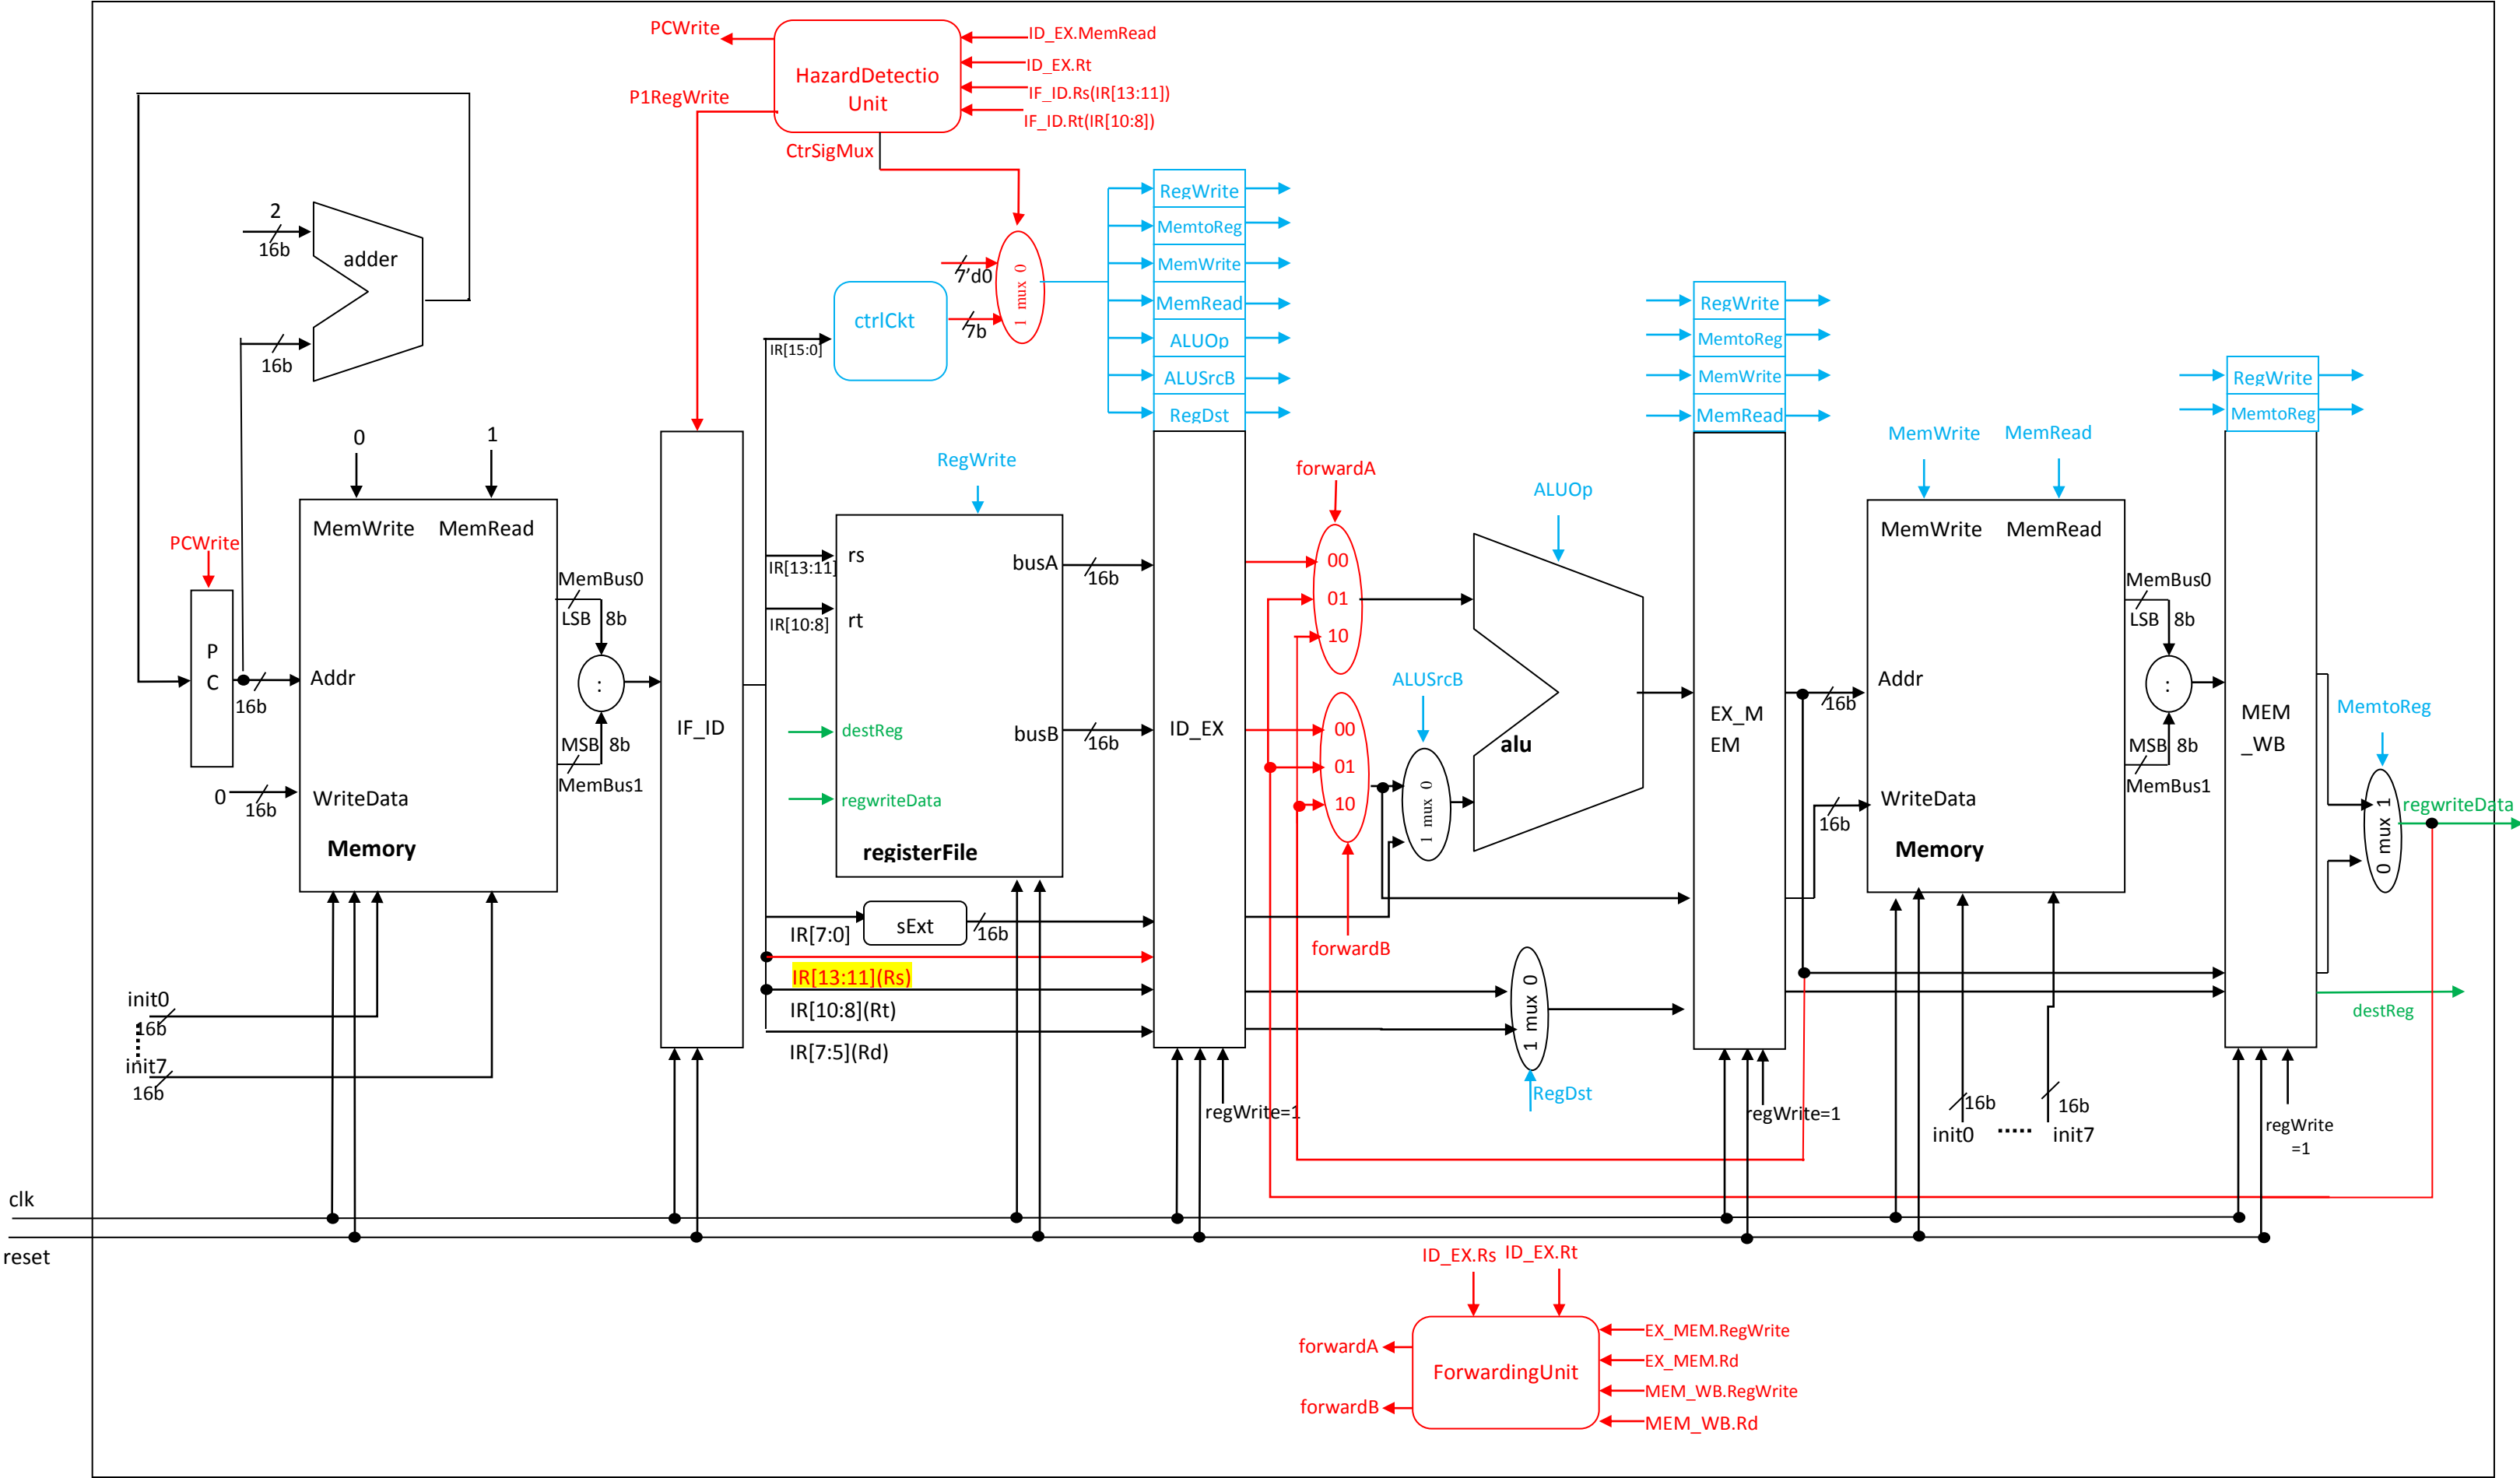 PCWrite
P1RegWrite
HazardDetectio
Unit
ID_EX.MemRead
ID_EX.Rt
IF_ID.Rs(IR[13:11])
IF_ID.Rt(IR[10:8])
CtrSigMux
2
16b
adder
16b
7'd0
7b
1 mux 0
ctrlCkt
IR[15:0]
RegWrite
MemtoReg
MemWrite
MemRead
ALUOp
ALUSrcB
RegDst
RegWrite
MemtoReg
MemWrite
MemRead
RegWrite
MemtoReg
PCWrite
P
C
16b
0
16b
0
1
MemWrite
MemRead
Addr
WriteData
Memory
MemBus0
LSB
8b
:
MSB
8b
MemBus1
init0
16b
init7
16b
IF_ID
IR[13:11]
IR[10:8]
RegWrite
rs
rt
busA
16b
busB
16b
destReg
regwriteData
registerFile
IR[7:0]
sExt
16b
IR[13:11](Rs)
IR[10:8](Rt)
IR[7:5](Rd)
ID_EX
regWrite=1
forwardA
00
01
10
00
01
10
forwardB
ALUSrcB
1 mux 0
ALUOp
alu
1 mux 0
RegDst
EX_M
EM
regWrite=1
16b
16b
MemWrite
MemRead
MemWrite
MemRead
Addr
WriteData
Memory
MemBus0
LSB
8b
:
MSB
8b
MemBus1
16b
16b
init0
init7
MEM
_WB
regWrite
=1
MemtoReg
0 mux 1
regwriteData
destReg
clk
reset
ID_EX.Rs
ID_EX.Rt
forwardA
forwardB
ForwardingUnit
EX_MEM.RegWrite
EX_MEM.Rd
MEM_WB.RegWrite
MEM_WB.Rd